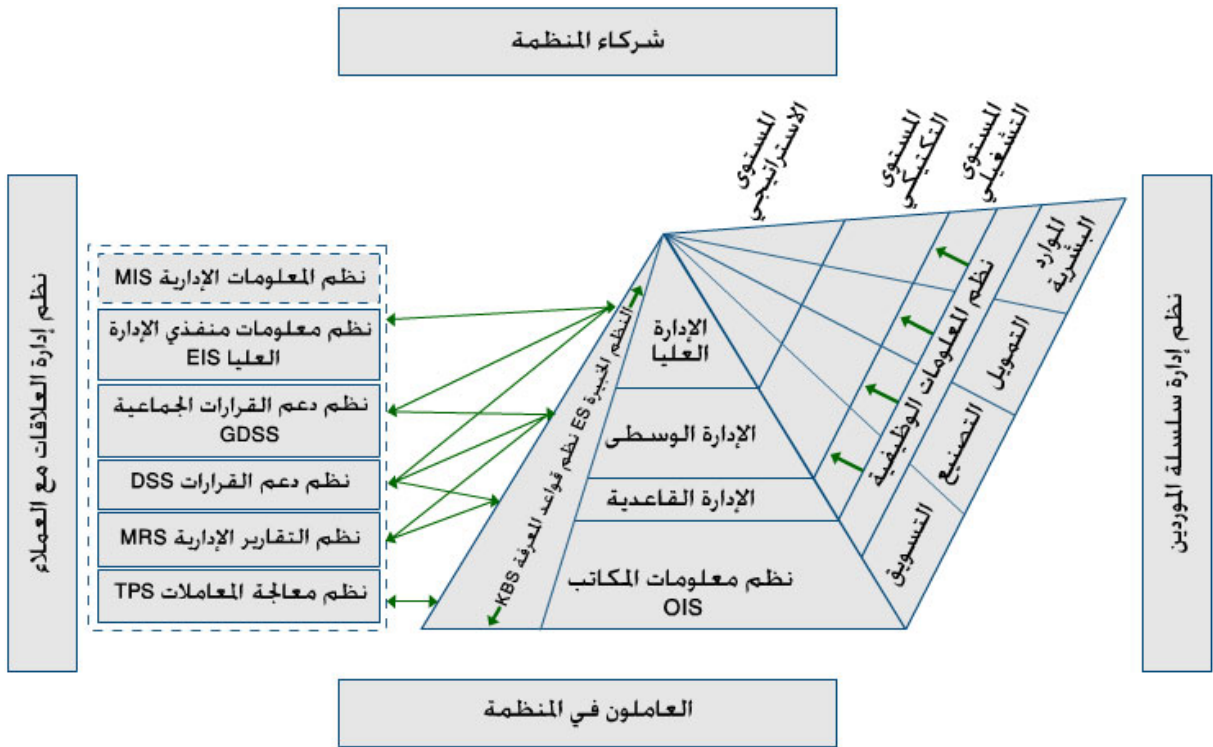 شركاء المنظمة
المستوى
الاستراتيجي
المستوى
التكتيكي
المستوى
التشغيلي
نظم إدارة سلسلة الموردين
الموارد
البشرية
التمويل
التصنيع
التسويق
نظم المعلومات الوظيفية
الإدارة
العليا
الإدارة الوسطى
الإدارة القاعدية
نظم معلومات المكاتب
OIS
النظم الخبيرة ES نظم قواعد المعرفة KBS
نظم المعلومات الإدارية MIS
نظم معلومات منفذي الإدارة
العليا EIS
نظم دعم القرارات الجماعية
GDSS
نظم دعم القرارات DSS
نظم التقارير الإدارية MRS
نظم معالجة المعاملات TPS
نظم إدارة العلاقات مع العملاء
العاملون في المنظمة